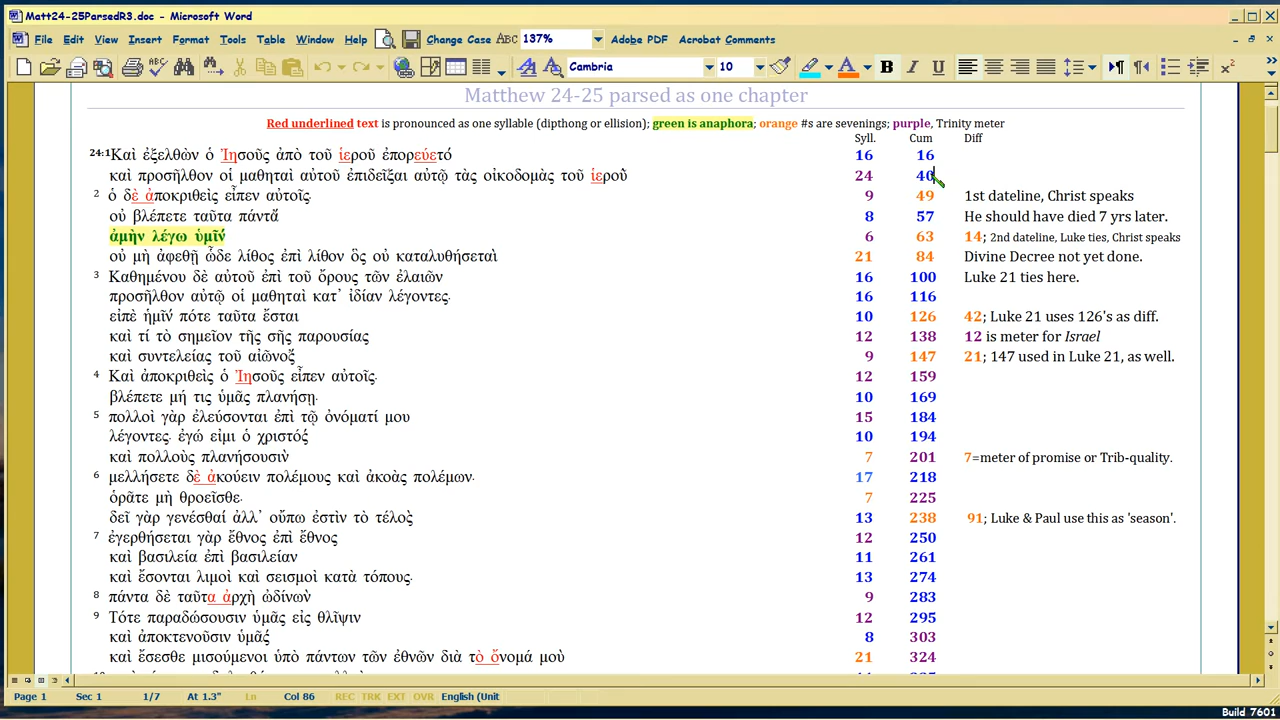 Matt24-25ParsedR3.doc - Microsoft Word
File Edit View Insert Format Tools Table Window Help Change Case 137% Adobe PDF Acrobat Comments
Cambria 10 B I U
Matthew 24-25 parsed as one chapter
Red underlined text is pronounced as one syllable (dipthong or ellision); green is anaphora; orange #s are sevenings; purple, Trinity meter
Syll. Cum Diff
24:1 Καὶ ἐξελθὼν ὁ Ἰησοῦς ἀπὸ τοῦ ἱεροῦ ἐπορεύετό 16 16
καὶ προσῆλθον οἱ μαθηταὶ αὐτοῦ ἐπιδεῖξαι αὐτῷ τὰς οἰκοδομὰς τοῦ ἱεροῦ 24 40
2 ὁ δὲ ἀποκριθεὶς εἶπεν αὐτοῖς. 9 49 1st dateline, Christ speaks
οὐ βλέπετε ταῦτα πάντἄ 8 57 He should have died 7 yrs later.
ἀμὴν λέγω ὑμῖν 6 63 14; 2nd dateline, Luke ties, Christ speaks
οὐ μὴ ἀφεθῇ ὧδε λίθος ἐπὶ λίθον ὃς οὐ καταλυθήσεταὶ 21 84 Divine Decree not yet done.
3 Καθημένου δὲ αὐτοῦ ἐπὶ τοῦ ὄρους τῶν ἐλαιῶν 16 100 Luke 21 ties here.
προσῆλθον αὐτῷ οἱ μαθηταὶ κατ᾽ ἰδίαν λέγοντες. 16 116
εἰπὲ ἡμῖν πότε ταῦτα ἔσται 10 126 42; Luke 21 uses 126's as diff.
καὶ τί τὸ σημεῖον τῆς σῆς παρουσίας 12 138 12 is meter for Israel
καὶ συντελείας τοῦ αἰῶνοξ 9 147 21; 147 used in Luke 21, as well.
4 Καὶ ἀποκριθεὶς ὁ Ἰησοῦς εἶπεν αὐτοῖς. 12 159
βλέπετε μή τις ὑμᾶς πλανήσῃ. 10 169
5 πολλοὶ γὰρ ἐλεύσονται ἐπὶ τῷ ὀνόματί μου 15 184
λέγοντες. ἐγώ εἰμι ὁ χριστός 10 194
καὶ πολλοὺς πλανήσουσιν 7 201 7=meter of promise or Trib-quality.
6 μελλήσετε δὲ ἀκούειν πολέμους καὶ ἀκοὰς πολέμων. 17 218
ὁρᾶτε μὴ θροεῖσθε. 7 225
δεῖ γὰρ γενέσθαί ἀλλ᾽ οὔπω ἐστὶν τὸ τέλος 13 238 91; Luke & Paul use this as 'season'.
7 ἐγερθήσεται γὰρ ἔθνος ἐπὶ ἔθνος 12 250
καὶ βασιλεία ἐπὶ βασιλείαν 11 261
καὶ ἔσονται λιμοὶ καὶ σεισμοὶ κατὰ τόπους. 13 274
8 πάντα δὲ ταῦτα ἀρχὴ ὠδίνων 9 283
9 Τότε παραδώσουσιν ὑμᾶς εἰς θλῖψιν 12 295
καὶ ἀποκτενοῦσιν ὑμᾶς 8 303
καὶ ἔσεσθε μισούμενοι ὑπὸ πάντων τῶν ἐθνῶν διὰ τὸ ὄνομά μοὺ 21 324
Page 1 Sec 1 1/7 At 1.3" Ln Col 86 REC TRK EXT OVR English (Unit
Build 7601